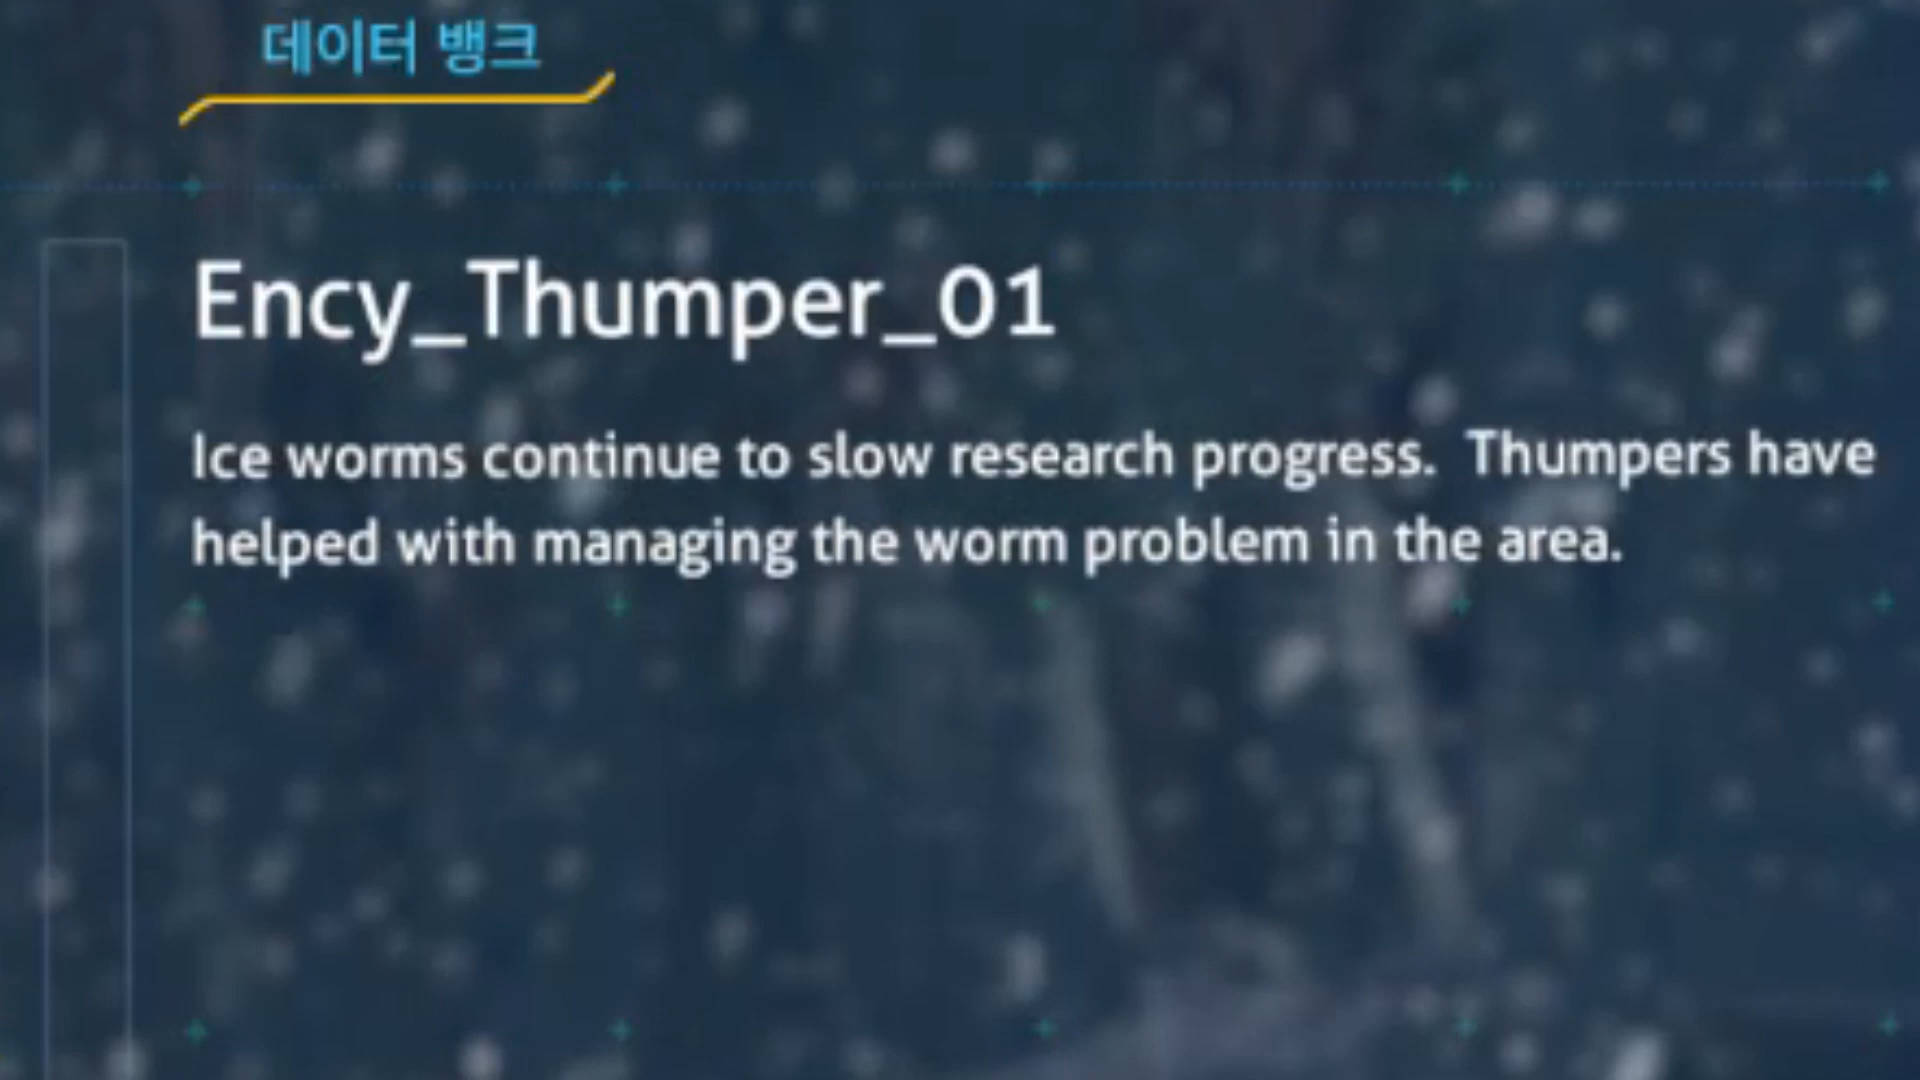 데이터 뱅크
Ency_Thumper_01
Ice worms continue to slow research progress.  Thumpers have
helped with managing the worm problem in the area.